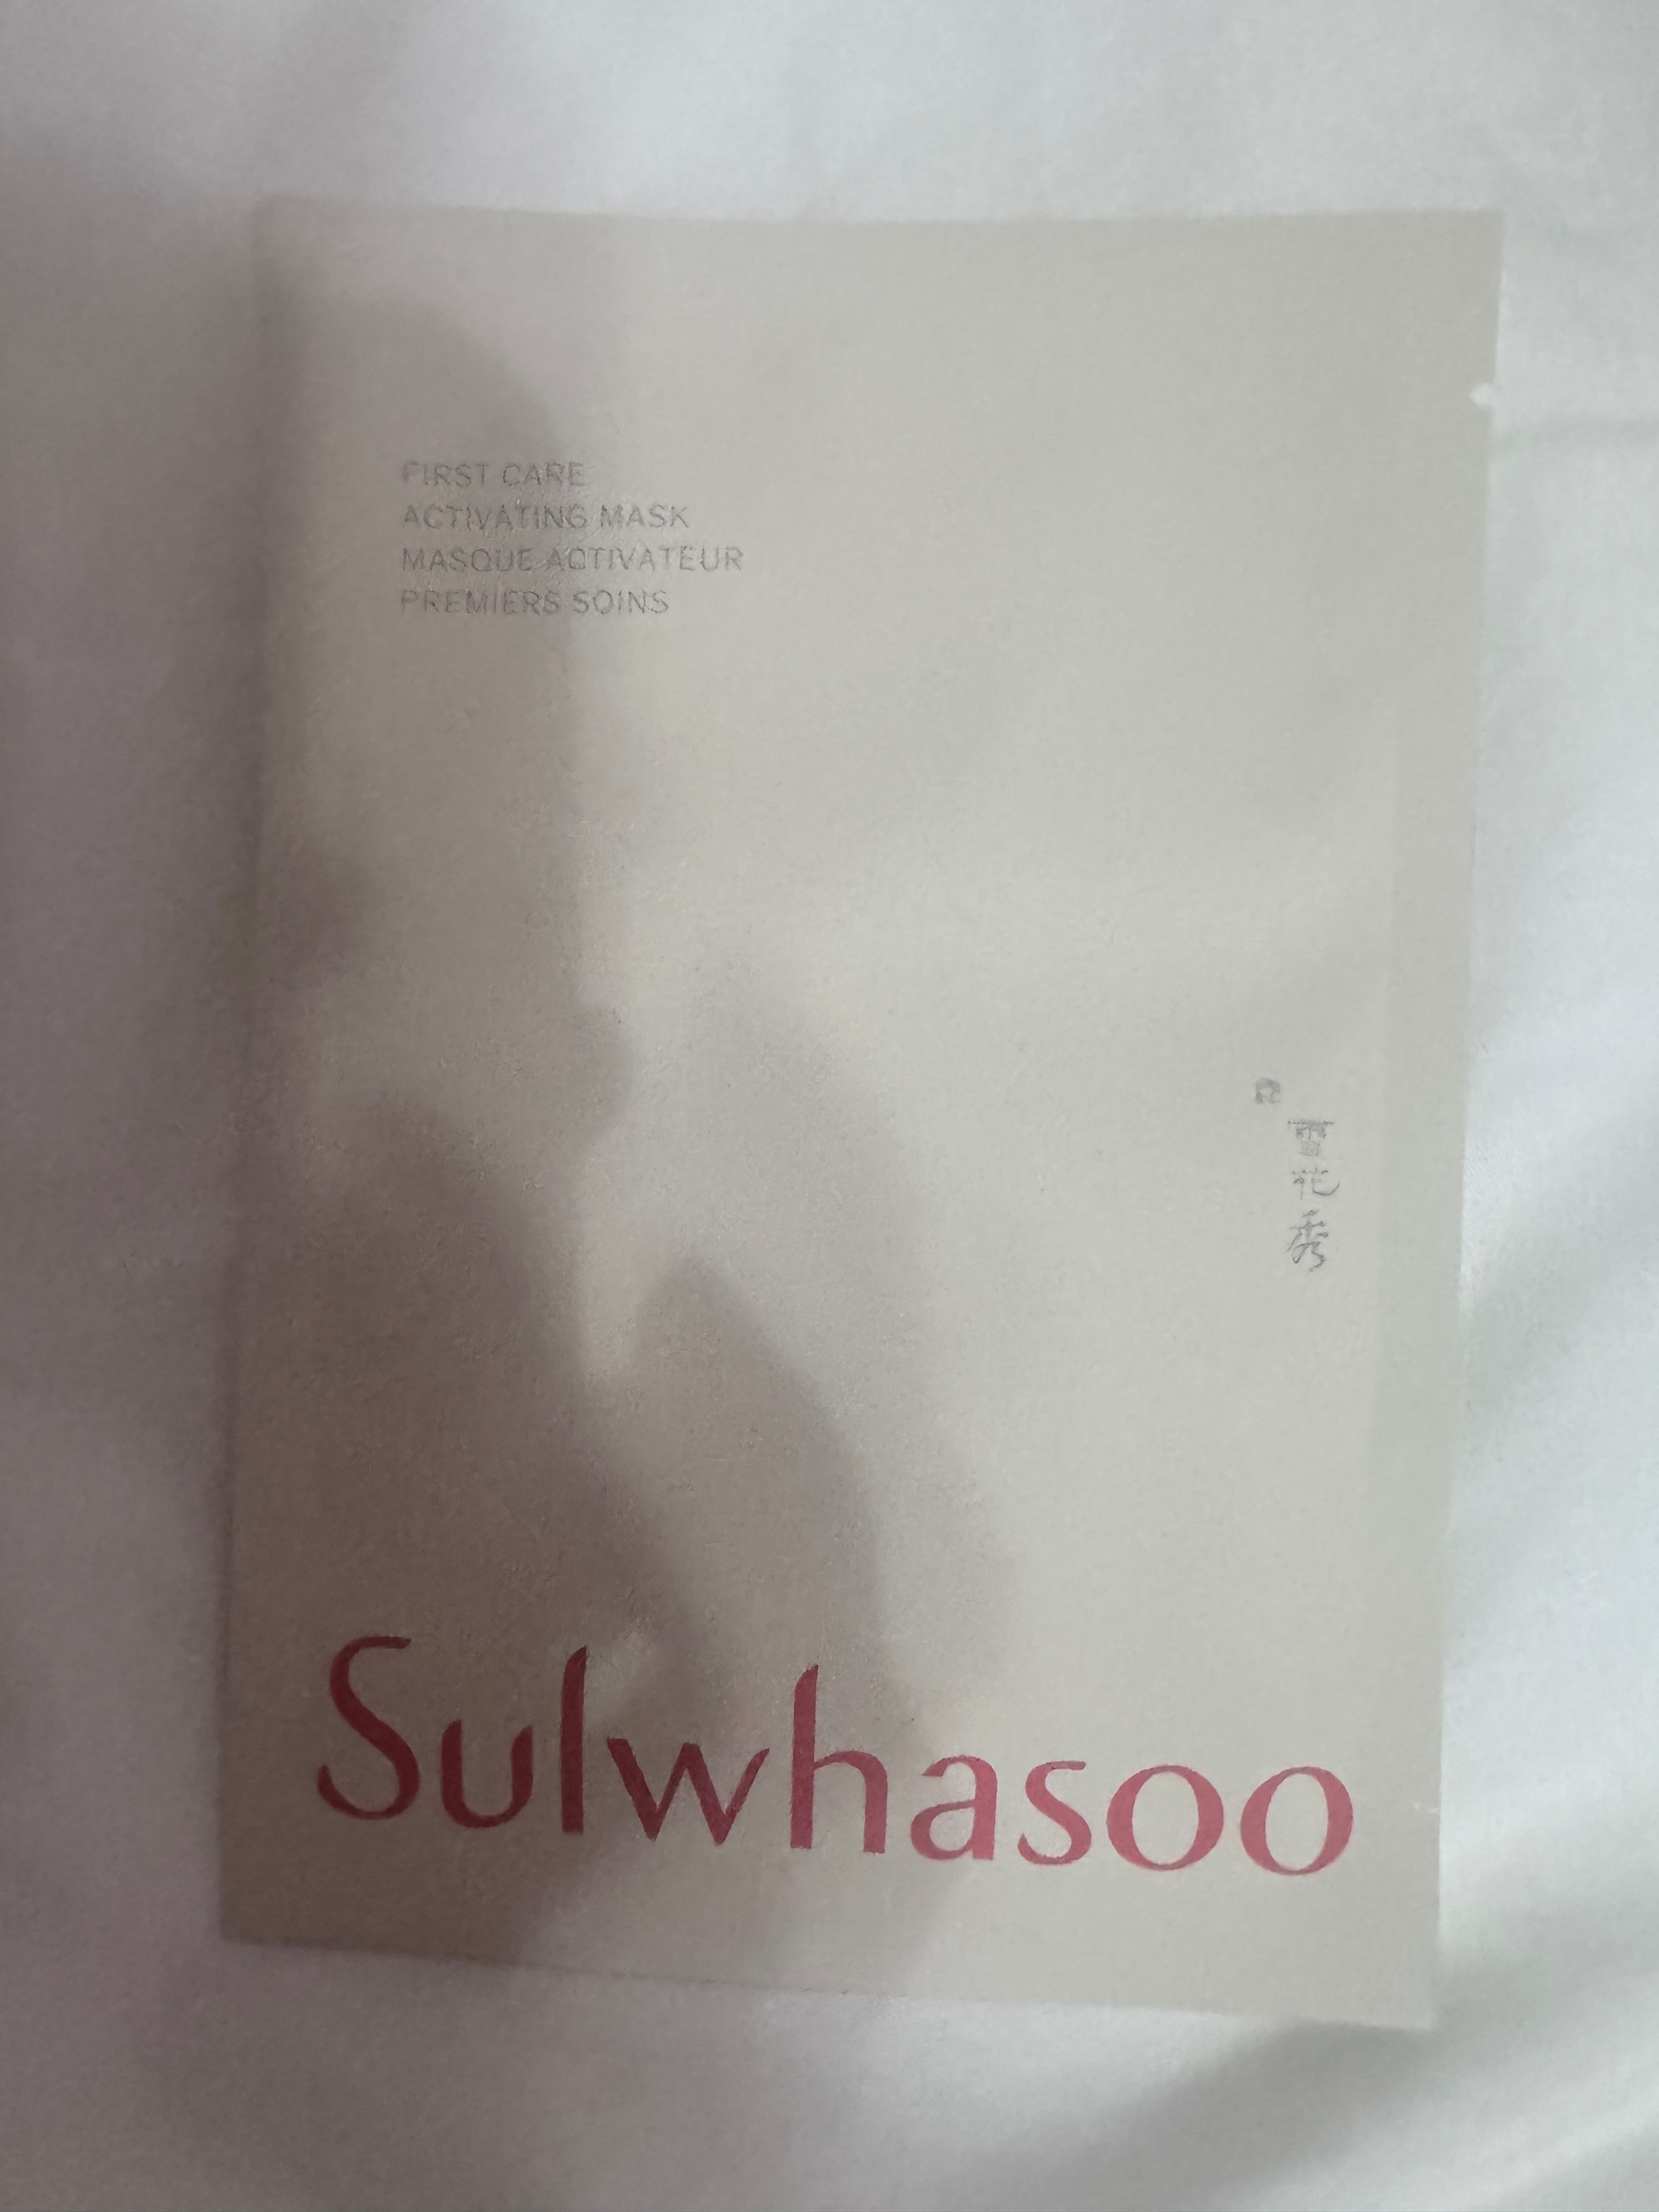 FIRST CARE
ACTIVATING MASK
MASQUE ACTIVATEUR
PREMIERS SOINS
雪花秀
Sulwhasoo